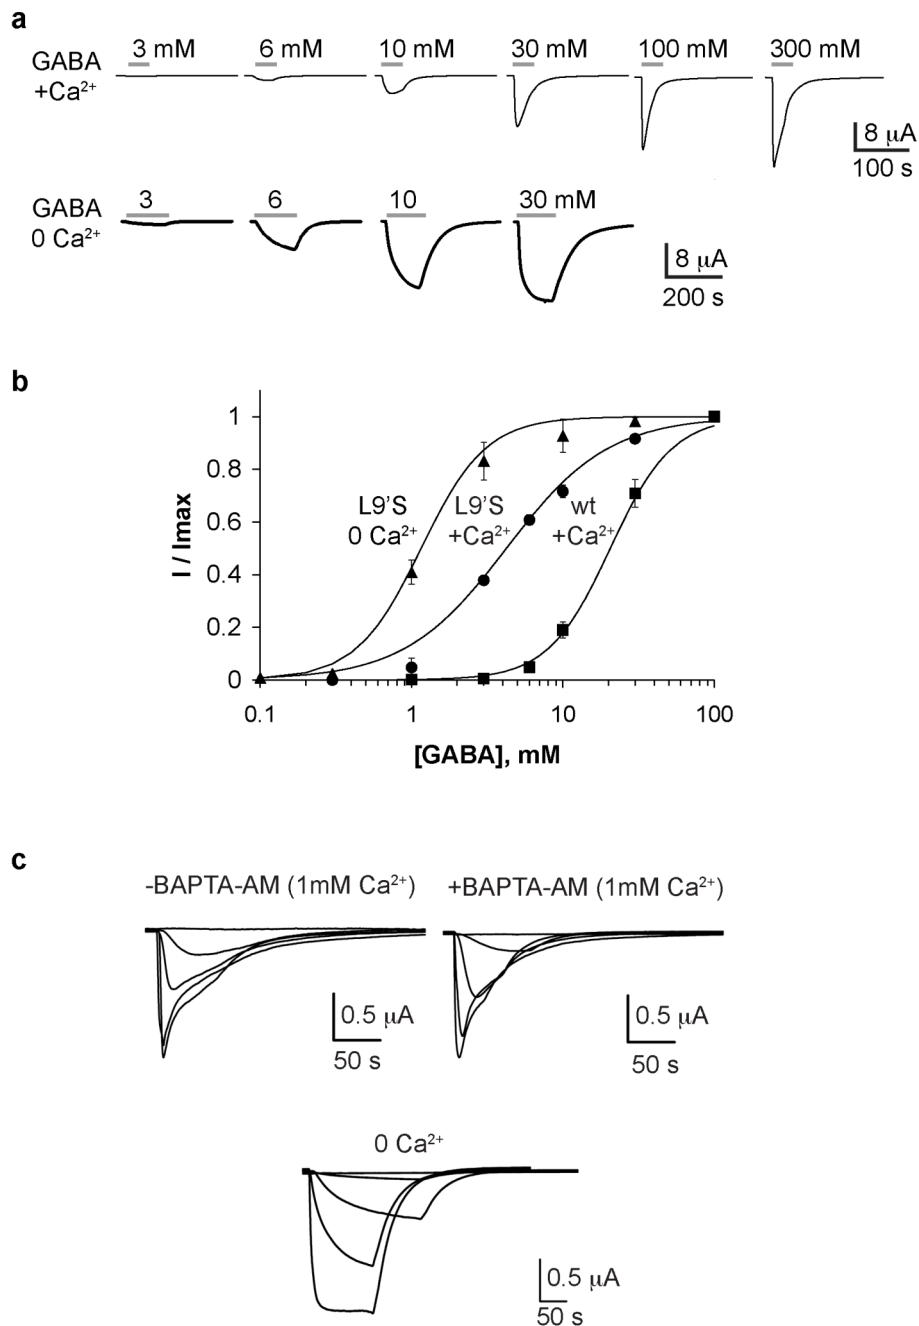 a
GABA +Ca²⁺
3 mM 6 mM 10 mM 30 mM 100 mM 300 mM
8 µA
100 s
GABA 0 Ca²⁺
3 6 10 30 mM
8 µA
200 s
b
I / Imax
1
0.8
0.6
0.4
0.2
0
L9'S 0 Ca²⁺
L9'S +Ca²⁺
wt +Ca²⁺
0.1 1 10 100
[GABA], mM
c
-BAPTA-AM (1mM Ca²⁺) +BAPTA-AM (1mM Ca²⁺)
0.5 µA
50 s
0.5 µA
50 s
0 Ca²⁺
0.5 µA
50 s